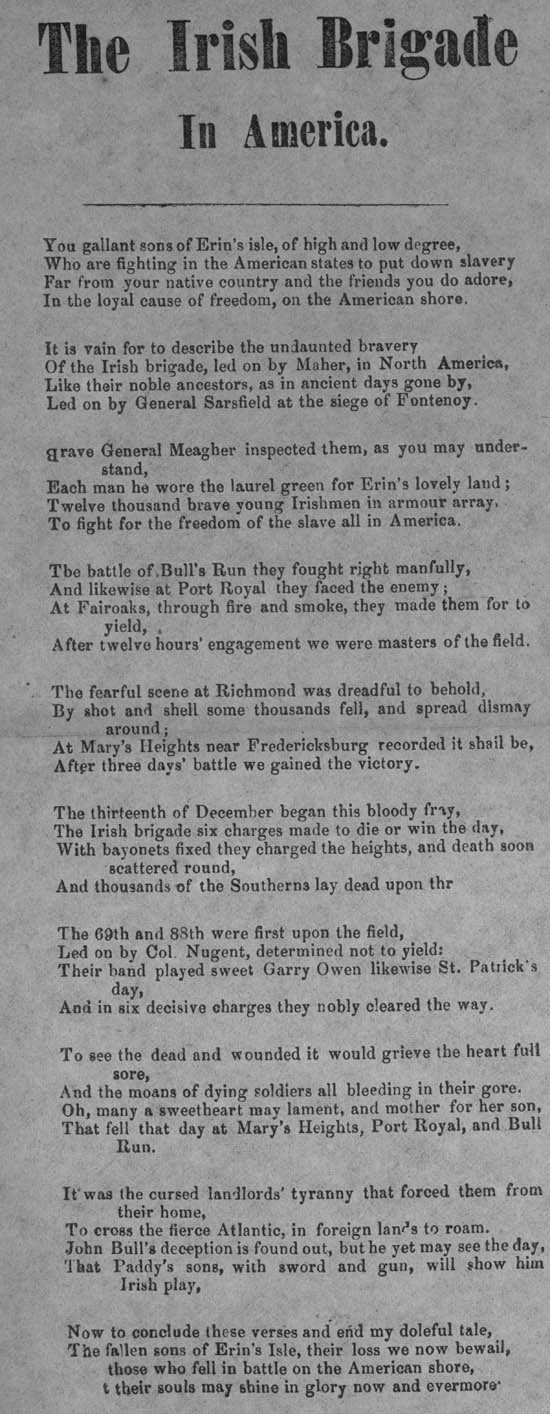 The Irish Brigade
In America.
You gallant sons of Erin's isle, of high and low degree,
Who are fighting in the American states to put down slavery
Far from your native country and the friends you do adore,
In the loyal cause of freedom, on the American shore.
It is vain for to describe the undaunted bravery
Of the Irish brigade, led on by Maher, in North America,
Like their noble ancestors, as in ancient days gone by,
Led on by General Sarsfield at the siege of Fontenoy.
grave General Meagher inspected them, as you may under-
stand,
Each man he wore the laurel green for Erin's lovely land;
Twelve thousand brave young Irishmen in armour array,
To fight for the freedom of the slave all in America.
Tbe battle of Bull's Run they fought right manfully,
And likewise at Port Royal they faced the enemy;
At Fairoaks, through fire and smoke, they made them for to
yield,
After twelve hours' engagement we were masters of the field.
The fearful scene at Richmond was dreadful to behold,
By shot and shell some thousands fell, and spread dismay
around;
At Mary's Heights near Fredericksburg recorded it shall be,
After three days' battle we gained the victory.
The thirteenth of December began this bloody fray,
The Irish brigade six charges made to die or win the day,
With bayonets fixed they charged the heights, and death soon
scattered round,
And thousands of the Southerns lay dead upon thr
The 69th and 88th were first upon the field,
Led on by Col. Nugent, determined not to yield:
Their band played sweet Garry Owen likewise St. Patrick's
day,
And in six decisive charges they nobly cleared the way.
To see the dead and wounded it would grieve the heart full
sore,
And the moans of dying soldiers all bleeding in their gore.
Oh, many a sweetheart may lament, and mother for her son,
That fell that day at Mary's Heights, Port Royal, and Bull
Run.
It was the cursed landlords' tyranny that forced them from
their home,
To cross the fierce Atlantic, in foreign lands to roam.
John Bull's deception is found out, but he yet may see the day,
That Paddy's sons, with sword and gun, will show him
Irish play,
Now to conclude these verses and end my doleful tale,
The fallen sons of Erin's Isle, their loss we now bewail,
those who fell in battle on the American shore,
t their souls may shine in glory now and evermore